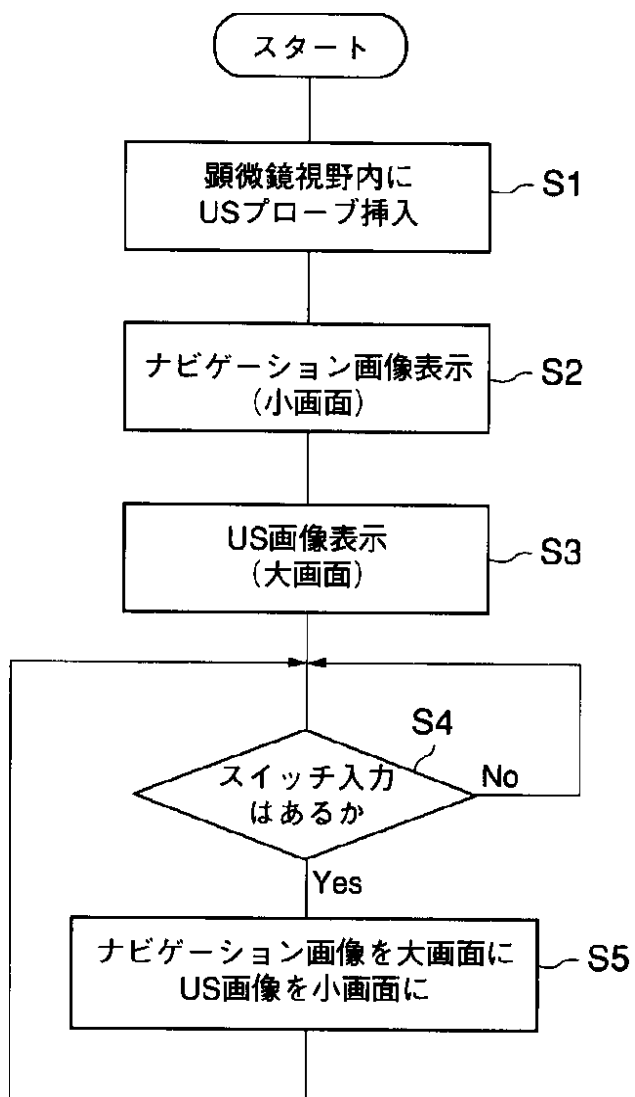 スタート
顕微鏡視野内に
USプローブ挿入
S1
ナビゲーション画像表示
(小画面)
S2
US画像表示
(大画面)
S3
S4
スイッチ入力
はあるか
No
Yes
ナビゲーション画像を大画面に
US画像を小画面に
S5